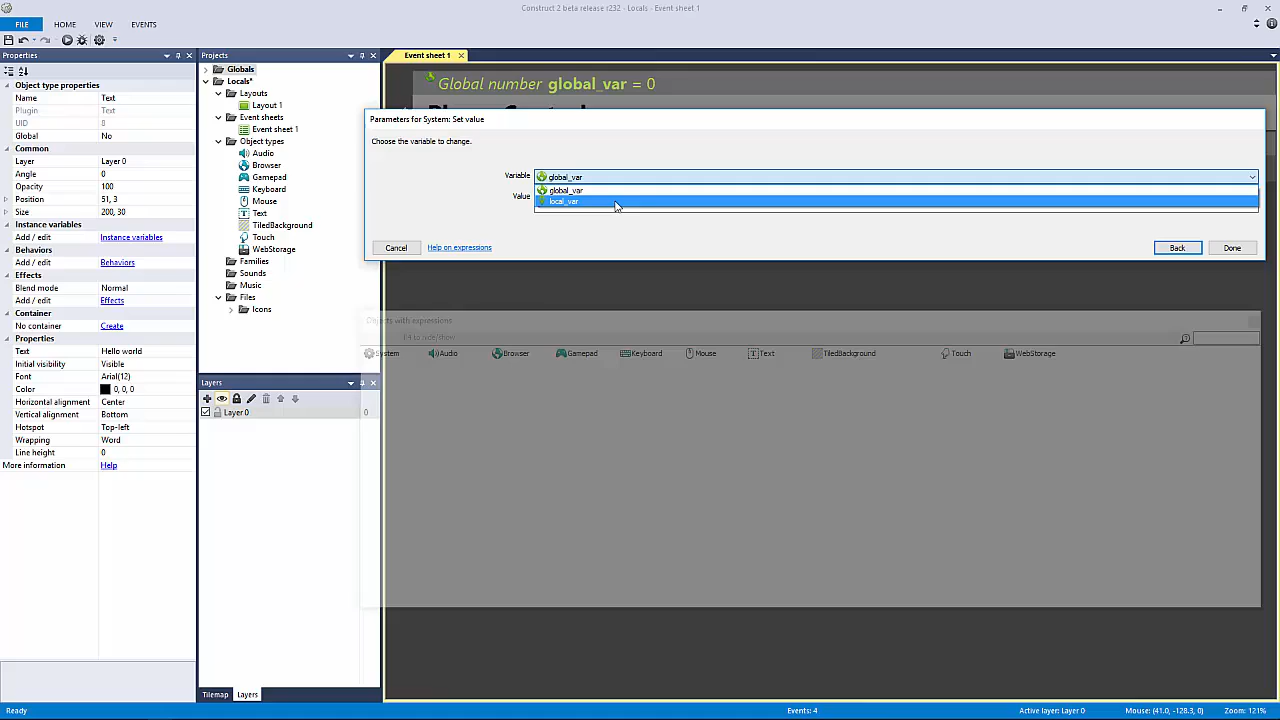 Construct 2 beta release r232 - Locals - Event sheet 1
FILE HOME VIEW EVENTS
Properties
Object type properties
Name Text
Plugin Text
UID 8
Global No
Common
Layer Layer 0
Angle 0
Opacity 100
Position 51, 3
Size 200, 30
Instance variables
Add / edit Instance variables
Behaviors
Add / edit Behaviors
Effects
Blend mode Normal
Add / edit Effects
Container
No container Create
Properties
Text Hello world
Initial visibility Visible
Font Arial(12)
Color 0, 0, 0
Horizontal alignment Center
Vertical alignment Bottom
Hotspot Top-left
Wrapping Word
Line height 0
More information Help
Projects
Globals
Locals*
Layouts
Layout 1
Event sheets
Event sheet 1
Object types
Audio
Browser
Gamepad
Keyboard
Mouse
Text
TiledBackground
Touch
WebStorage
Families
Sounds
Music
Files
Icons
Layers
Layer 0 0
Tilemap Layers
Event sheet 1
Global number global_var = 0
Parameters for System: Set value
Choose the variable to change.
Variable global_var
global_var
Value local_var
Cancel Help on expressions Back Done
Objects with expressions
System Audio Browser Gamepad Keyboard Mouse Text TiledBackground Touch WebStorage
Ready Events: 4 Active layer: Layer 0 Mouse: (41.0, -128.3, 0) Zoom: 121%